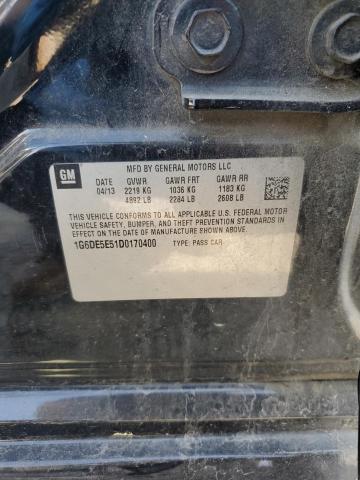 GM
MFD BY GENERAL MOTORS LLC
DATE GVWR GAWR FRT GAWR RR
04/13 2219 KG 1036 KG 1183 KG
4892 LB 2284 LB 2608 LB
THIS VEHICLE CONFORMS TO ALL APPLICABLE U.S. FEDERAL MOTOR
VEHICLE SAFETY, BUMPER, AND THEFT PREVENTION STANDARDS IN
EFFECT ON THE DATE OF MANUFACTURE SHOWN ABOVE.
1G6DE5E51D0170400 TYPE: PASS CAR